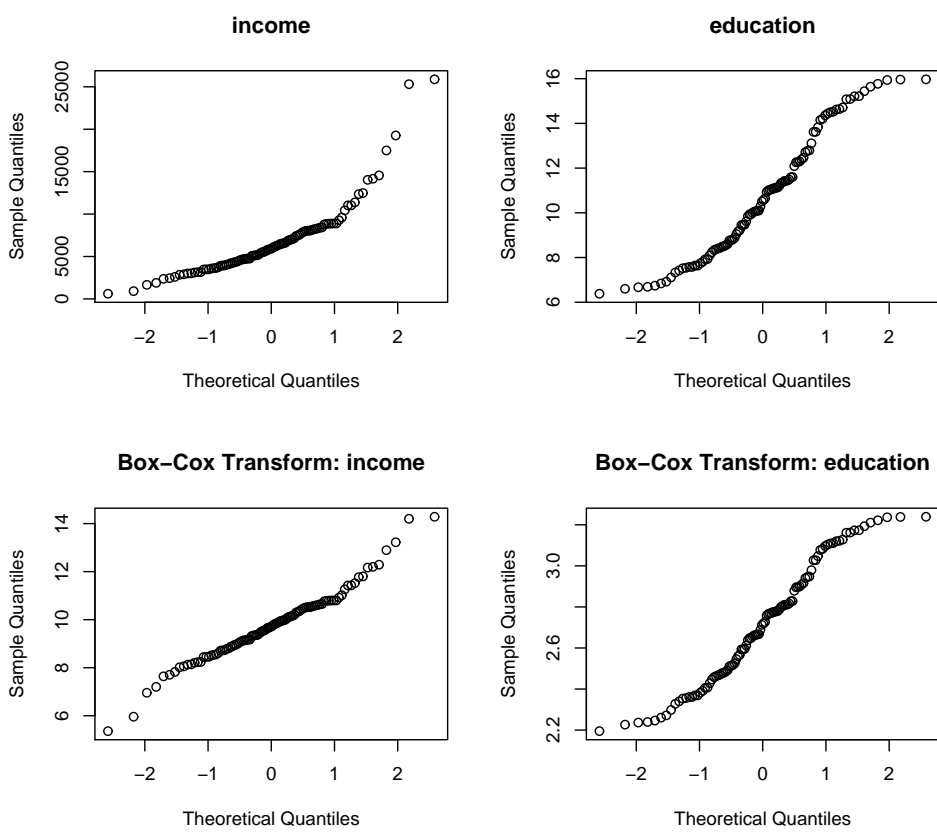 income
25000
15000
5000
0
Sample Quantiles
−2 −1 0 1 2
Theoretical Quantiles
education
16
14
12
10
8
6
Sample Quantiles
−2 −1 0 1 2
Theoretical Quantiles
Box−Cox Transform: income
14
12
10
8
6
Sample Quantiles
−2 −1 0 1 2
Theoretical Quantiles
Box−Cox Transform: education
3.0
2.6
2.2
Sample Quantiles
−2 −1 0 1 2
Theoretical Quantiles